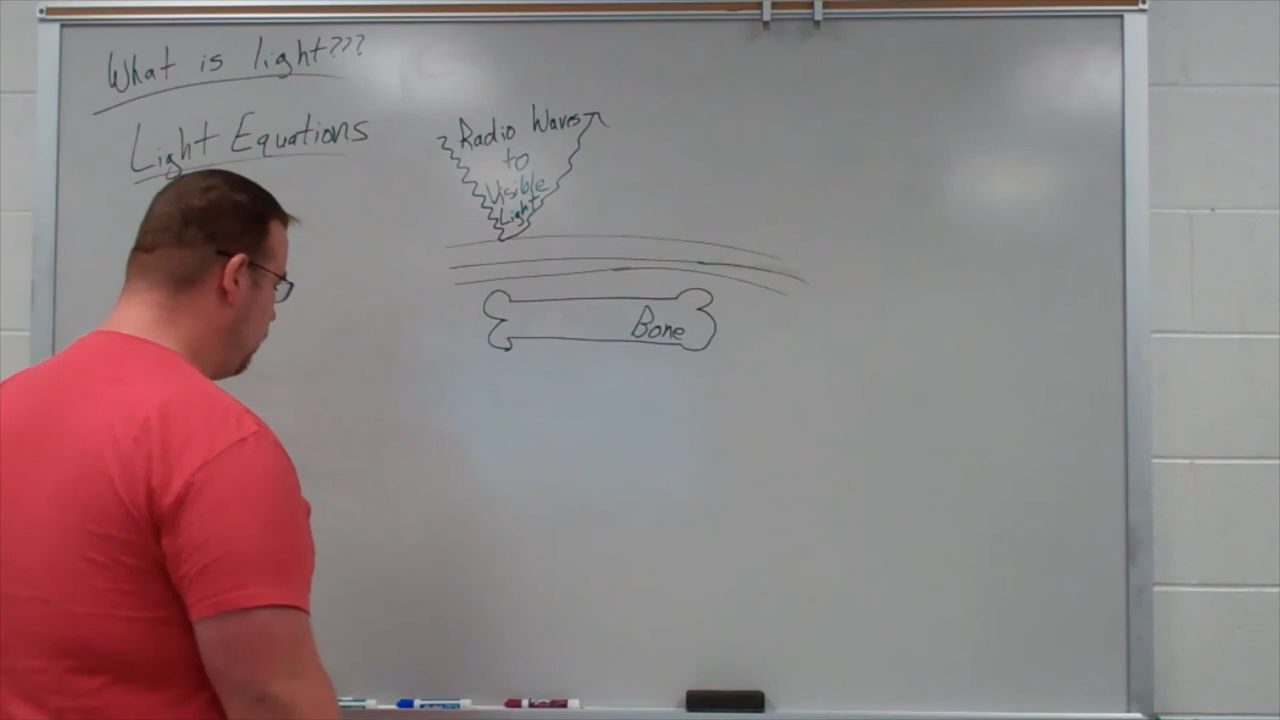 What is light???
Light Equations
Radio Waves
to
Visible
Light
Bone